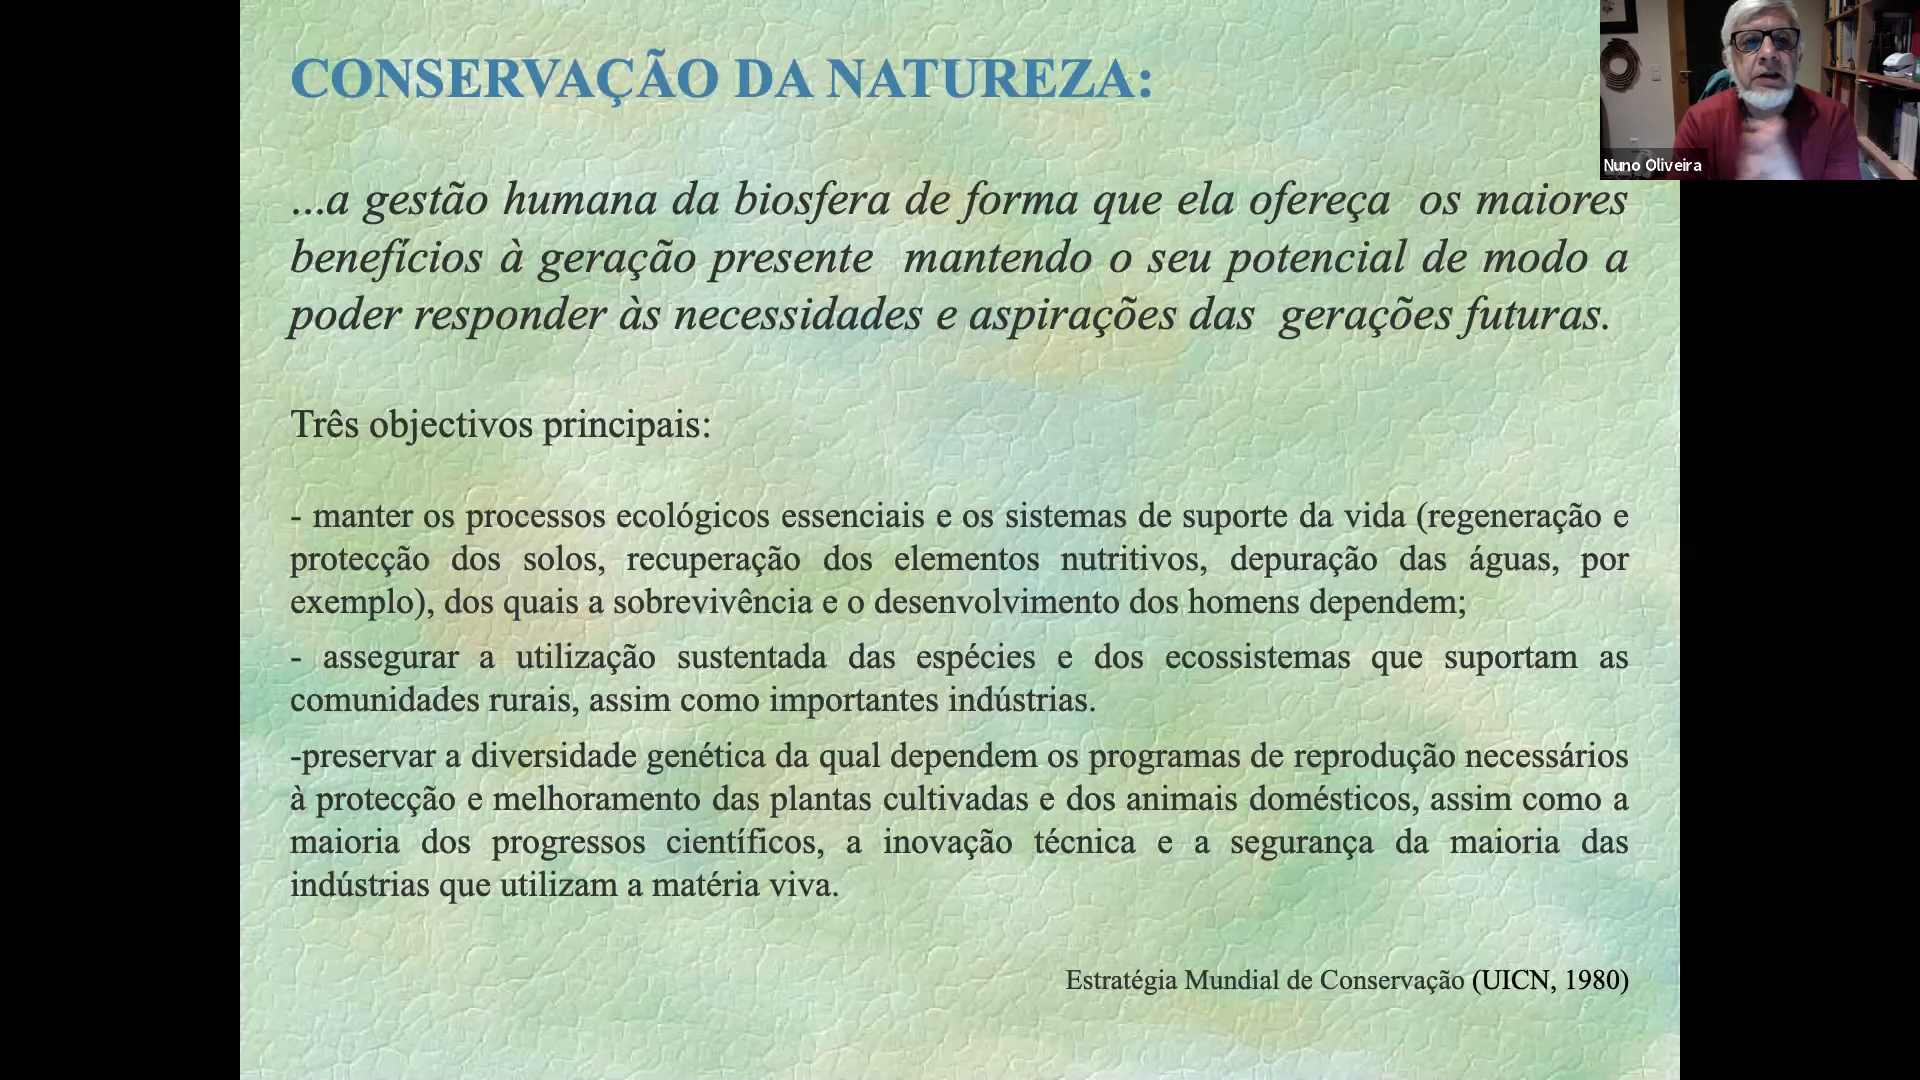 CONSERVAÇÃO DA NATUREZA:
...a gestão humana da biosfera de forma que ela ofereça os maiores
benefícios à geração presente mantendo o seu potencial de modo a
poder responder às necessidades e aspirações das gerações futuras.
Três objectivos principais:
- manter os processos ecológicos essenciais e os sistemas de suporte da vida (regeneração e
protecção dos solos, recuperação dos elementos nutritivos, depuração das águas, por
exemplo), dos quais a sobrevivência e o desenvolvimento dos homens dependem;
- assegurar a utilização sustentada das espécies e dos ecossistemas que suportam as
comunidades rurais, assim como importantes indústrias.
-preservar a diversidade genética da qual dependem os programas de reprodução necessários
à protecção e melhoramento das plantas cultivadas e dos animais domésticos, assim como a
maioria dos progressos científicos, a inovação técnica e a segurança da maioria das
indústrias que utilizam a matéria viva.
Estratégia Mundial de Conservação (UICN, 1980)
Nuno Oliveira